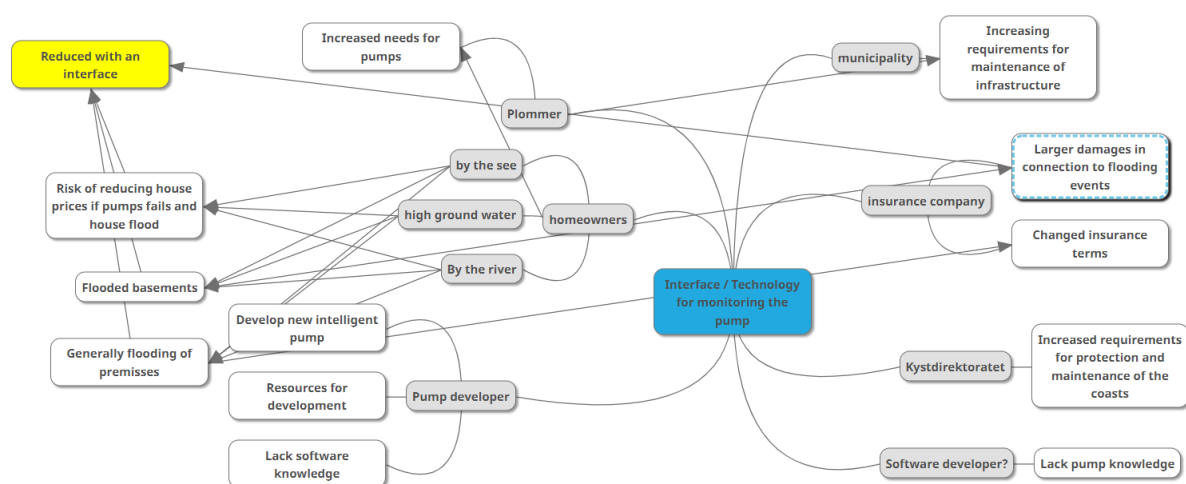 Reduced with an
interface
Increased needs for
pumps
Plommer
municipality
Increasing
requirements for
maintenance of
infrastructure
by the see
high ground water
homeowners
By the river
Risk of reducing house
prices if pumps fails and
house flood
Flooded basements
Generally flooding of
premisses
Larger damages in
connection to flooding
events
insurance company
Changed insurance
terms
Interface / Technology
for monitoring the
pump
Develop new intelligent
pump
Resources for
development
Pump developer
Lack software
knowledge
Kystdirektoratet
Increased requirements
for protection and
maintenance of the
coasts
Software developer?
Lack pump knowledge